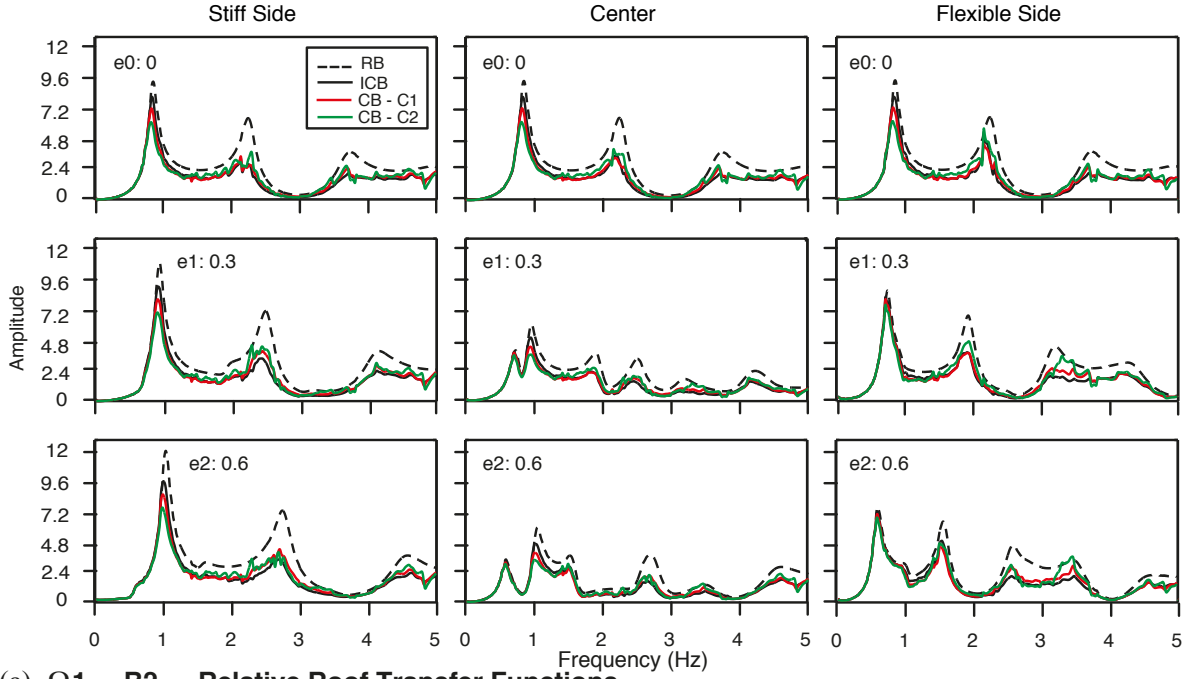 Stiff Side Center Flexible Side
e0: 0 e0: 0 e0: 0
RB
ICB
CB - C1
CB - C2
12
9.6
7.2
4.8
2.4
0
e1: 0.3 e1: 0.3 e1: 0.3
12
9.6
7.2
4.8
2.4
0
Amplitude
e2: 0.6 e2: 0.6 e2: 0.6
12
9.6
7.2
4.8
2.4
0
0 1 2 3 4 5 0 1 2 3 4 5 0 1 2 3 4 5
Frequency (Hz)
Relative Roof Transfer Functions